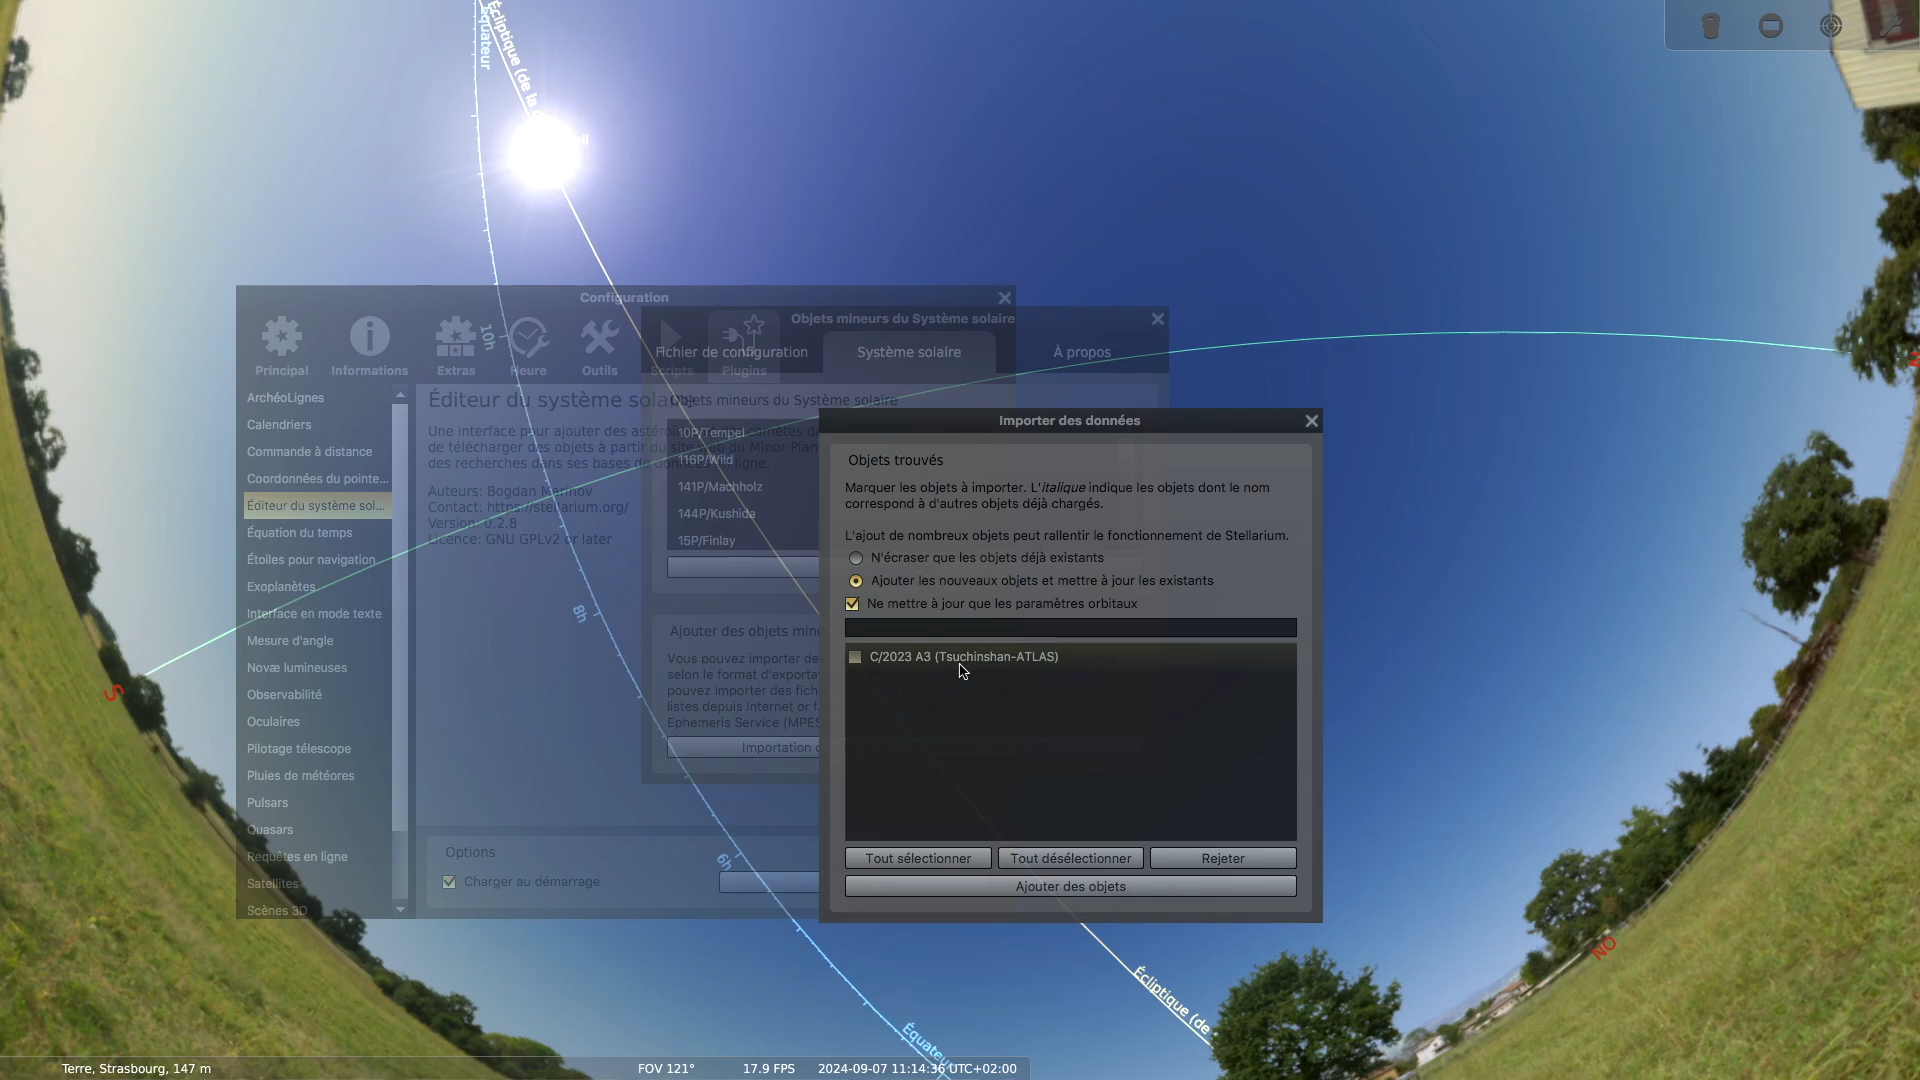 Équateur
Écliptique (de la
Configuration
Principal
Informations
Extras
Heure
Outils
Scripts
Plugins
ArchéoLignes
Calendriers
Commande à distance
Coordonnées du pointe...
Éditeur du système sol...
Équation du temps
Étoiles pour navigation
Exoplanètes
Interface en mode texte
Mesure d'angle
Novæ lumineuses
Observabilité
Oculaires
Pilotage télescope
Pluies de météores
Pulsars
Quasars
Requêtes en ligne
Satellites
Scènes 3D
Éditeur du système
Une interface pour ajouter des
de télécharger des objets à partir du
des recherches dans ses bases de
Auteurs: Bogdan Marinov
Contact: https://stellarium.org/
Version: 0.2.8
Licence: GNU GPLv2 or later
Options
Charger au démarrage
10h
8h
6h
Objets mineurs du Système solaire
Fichier de configuration
Système solaire
À propos
Objets mineurs du Système solaire
10P/Tempel
116P/Wild
141P/Machholz
144P/Kushida
15P/Finlay
Ajouter des objets
Vous pouvez importer de
selon le format
pouvez importer des
listes depuis Internet or
Ephemeris Service (MPES
Importation
Importer des données
Objets trouvés
Marquer les objets à importer. L'italique indique les objets dont le nom
correspond à d'autres objets déjà chargés.
L'ajout de nombreux objets peut rallentir le fonctionnement de Stellarium.
N'écraser que les objets déjà existants
Ajouter les nouveaux objets et mettre à jour les existants
Ne mettre à jour que les paramètres orbitaux
C/2023 A3 (Tsuchinshan-ATLAS)
Tout sélectionner
Tout désélectionner
Rejeter
Ajouter des objets
S
NO
Écliptique (de
Équateur
Terre, Strasbourg, 147 m
FOV 121°
17.9 FPS
2024-09-07 11:14:36 UTC+02:00